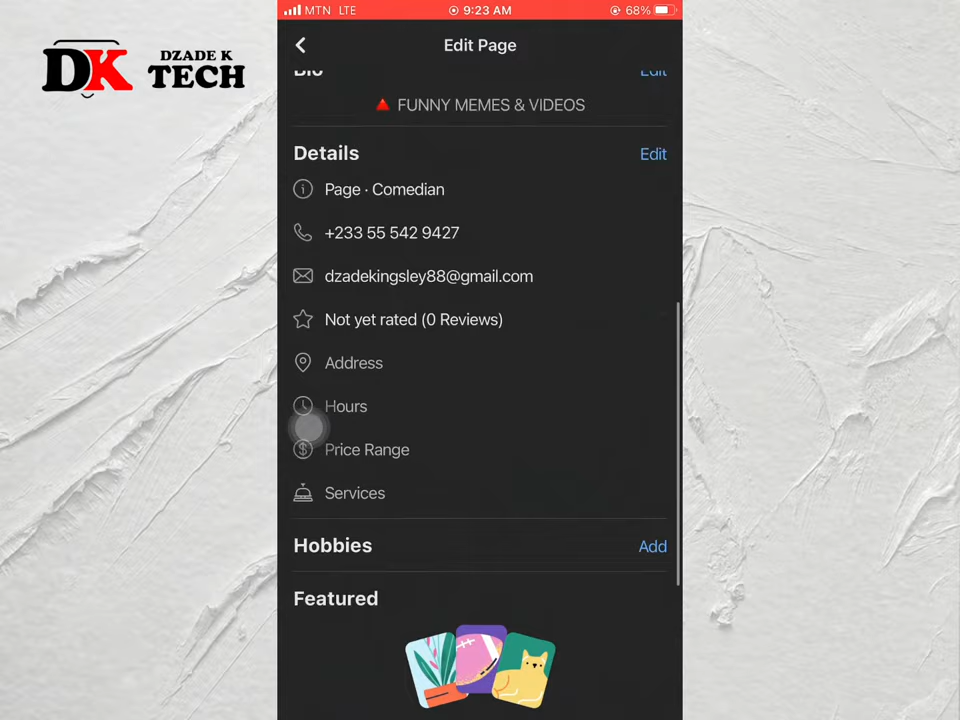 MTN LTE 9:23 AM 68%
DK DZADE K TECH
Edit Page
Bio Edit
🔺 FUNNY MEMES & VIDEOS
Details Edit
Page · Comedian
+233 55 542 9427
dzadekingsley88@gmail.com
Not yet rated (0 Reviews)
Address
Hours
Price Range
Services
Hobbies Add
Featured